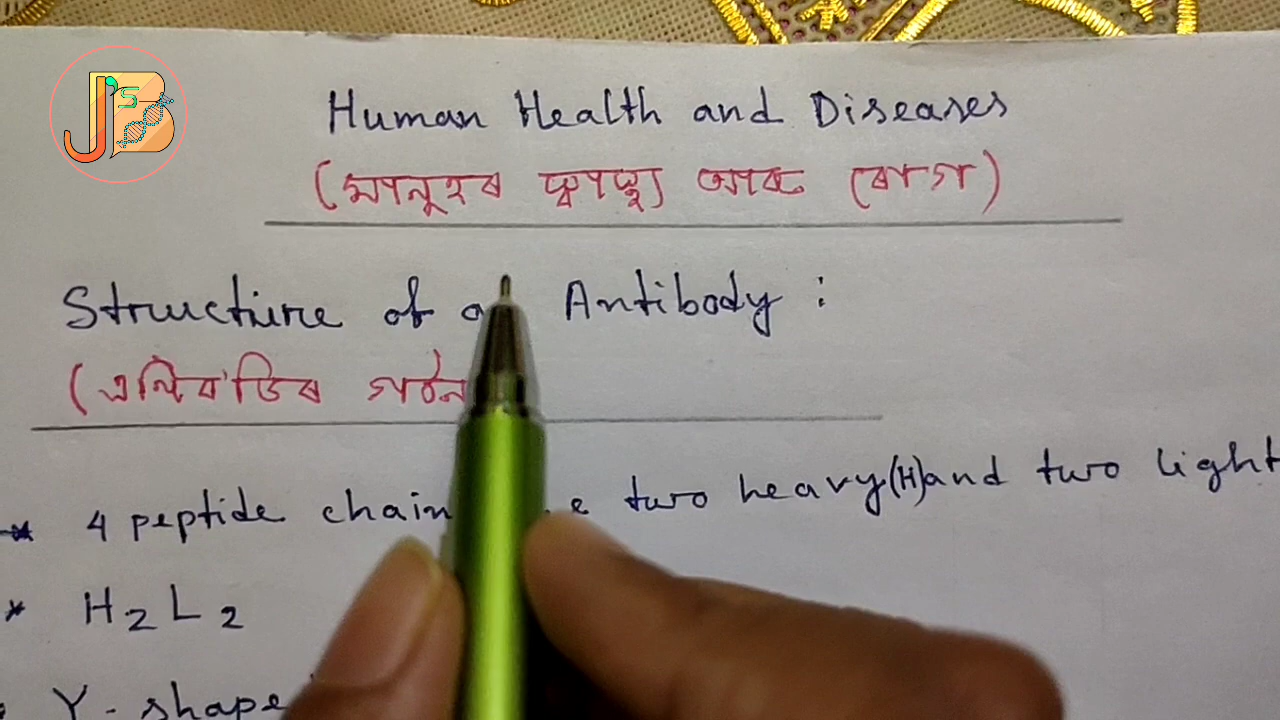 J'S B
Human Health and Diseases
(মানুহৰ স্বাস্থ্য আৰু ৰোগ)
Structure of Antibody :
(এন্টিব'ডিৰ গঠন
* 4 peptide chain two heavy(H) and two light
* H2L2
Y-shape